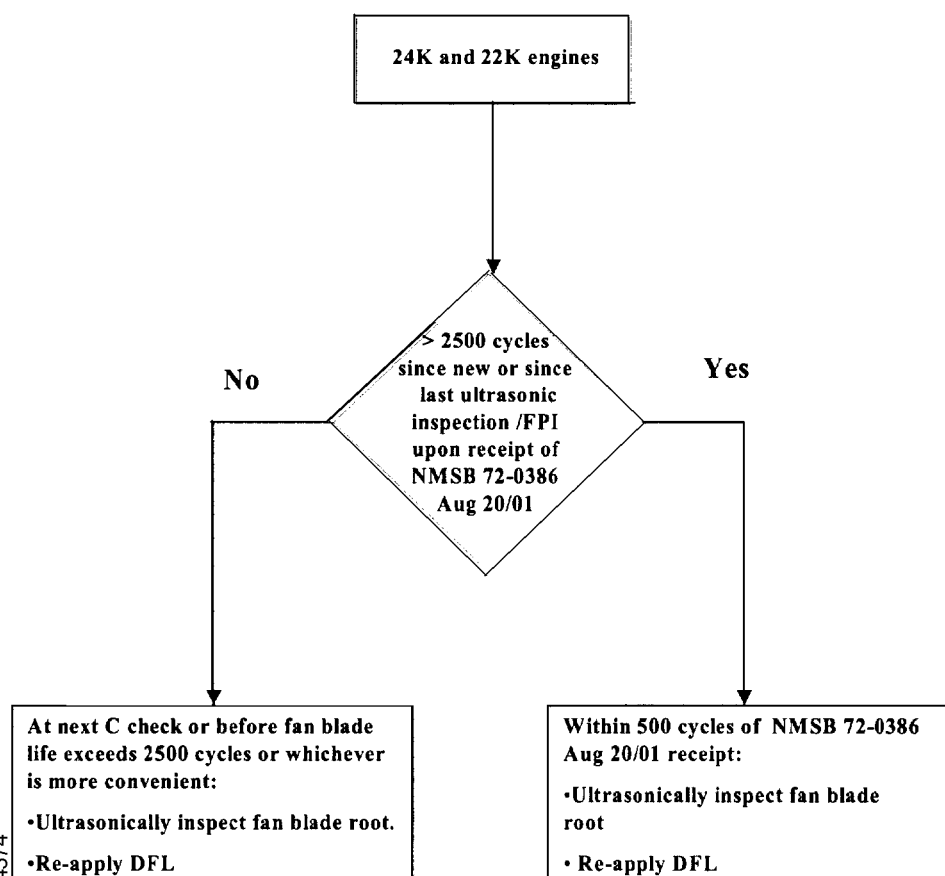 24K and 22K engines
> 2500 cycles
since new or since
last ultrasonic
inspection /FPI
upon receipt of
NMSB 72-0386
Aug 20/01
No
Yes
At next C check or before fan blade
life exceeds 2500 cycles or whichever
is more convenient:
•Ultrasonically inspect fan blade root.
•Re-apply DFL
Within 500 cycles of NMSB 72-0386
Aug 20/01 receipt:
•Ultrasonically inspect fan blade
root
• Re-apply DFL